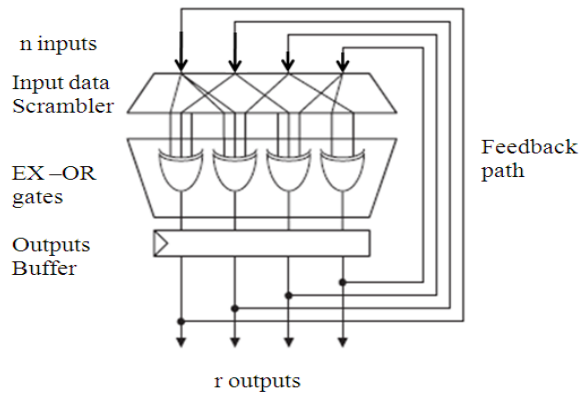 n inputs
Input data
Scrambler
EX –OR
gates
Feedback
path
Outputs
Buffer
r outputs